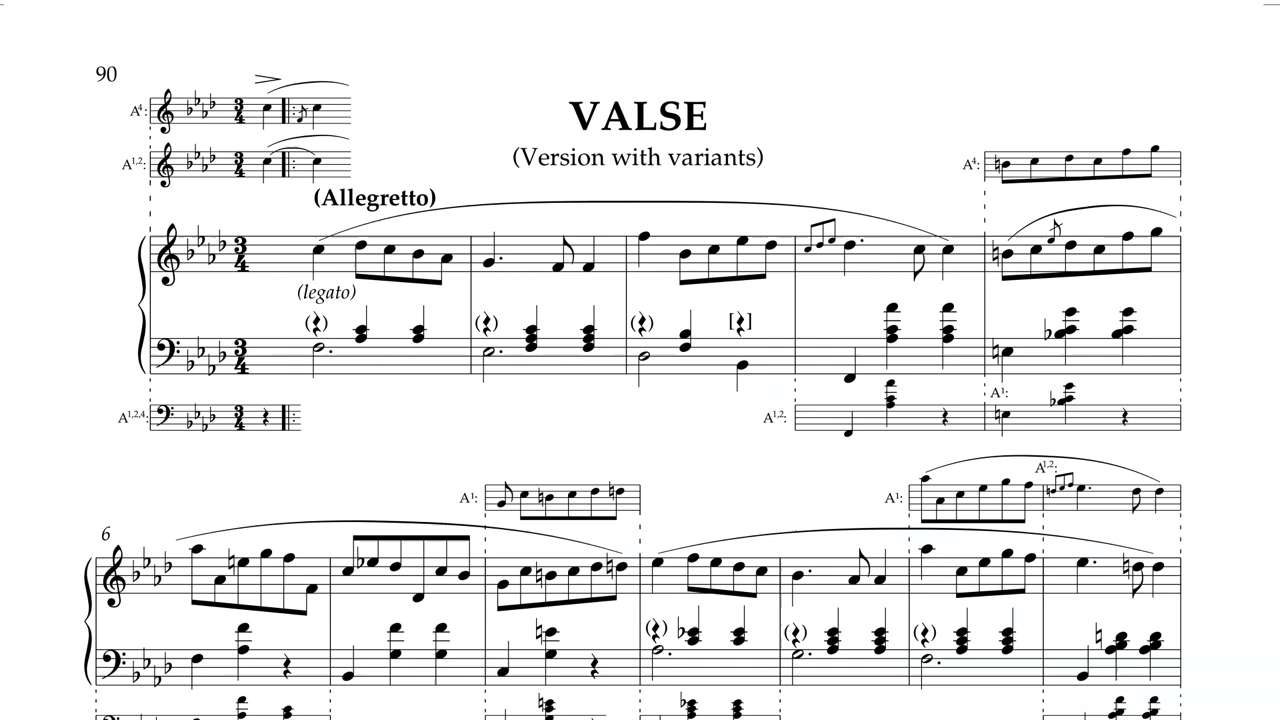 90
A4:
VALSE
A1,2:
(Version with variants)
A4:
(Allegretto)
(legato)
( ) ( ) ( ) [ ]
A1:
A1,2,4:
A1,2:
A1,2:
A1:
A1:
6
( ) ( ) ( )